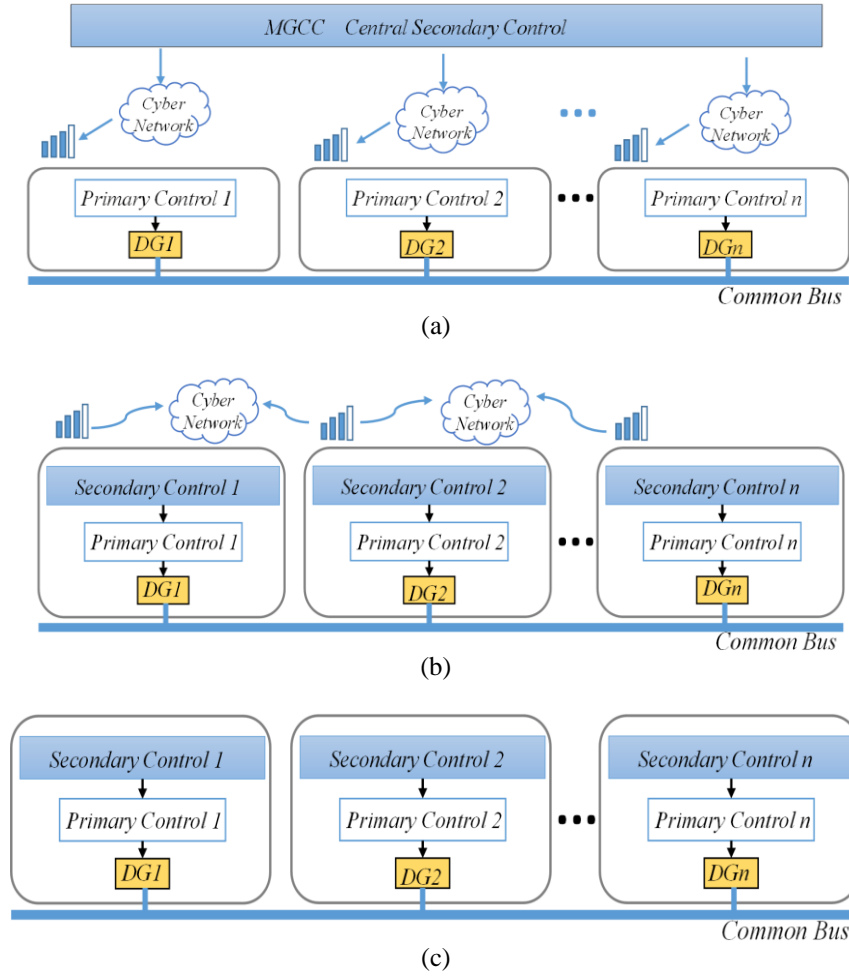 MGCC Central Secondary Control
Cyber
Network
Cyber
Network
Cyber
Network
Primary Control 1
Primary Control 2
Primary Control n
DG1
DG2
DGn
Common Bus
(a)
Cyber
Network
Cyber
Network
Secondary Control 1
Secondary Control 2
Secondary Control n
Primary Control 1
Primary Control 2
Primary Control n
DG1
DG2
DGn
Common Bus
(b)
Secondary Control 1
Secondary Control 2
Secondary Control n
Primary Control 1
Primary Control 2
Primary Control n
DG1
DG2
DGn
Common Bus
(c)